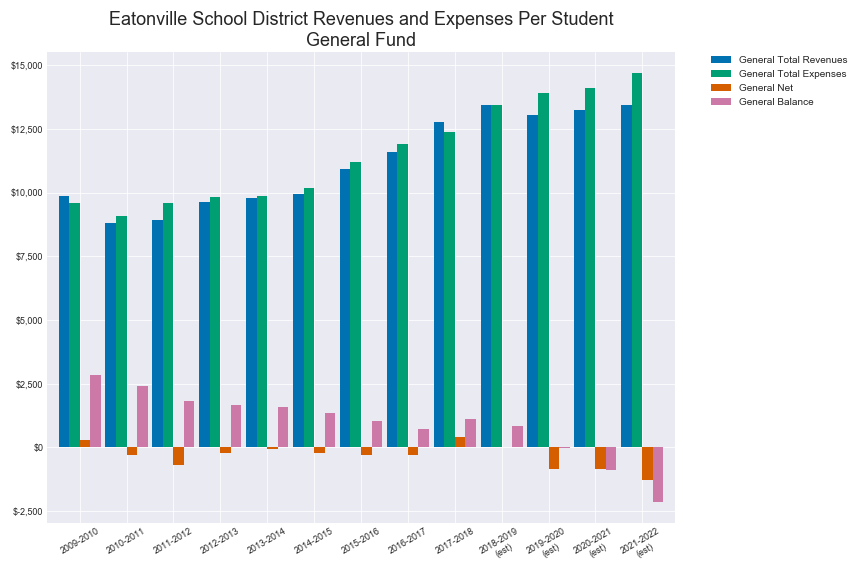 Eatonville School District Revenues and Expenses Per Student
General Fund
General Total Revenues
General Total Expenses
General Net
General Balance
$15,000
$12,500
$10,000
$7,500
$5,000
$2,500
$0
$-2,500
2009-2010
2010-2011
2011-2012
2012-2013
2013-2014
2014-2015
2015-2016
2016-2017
2017-2018
2018-2019
(est)
2019-2020
(est)
2020-2021
(est)
2021-2022
(est)